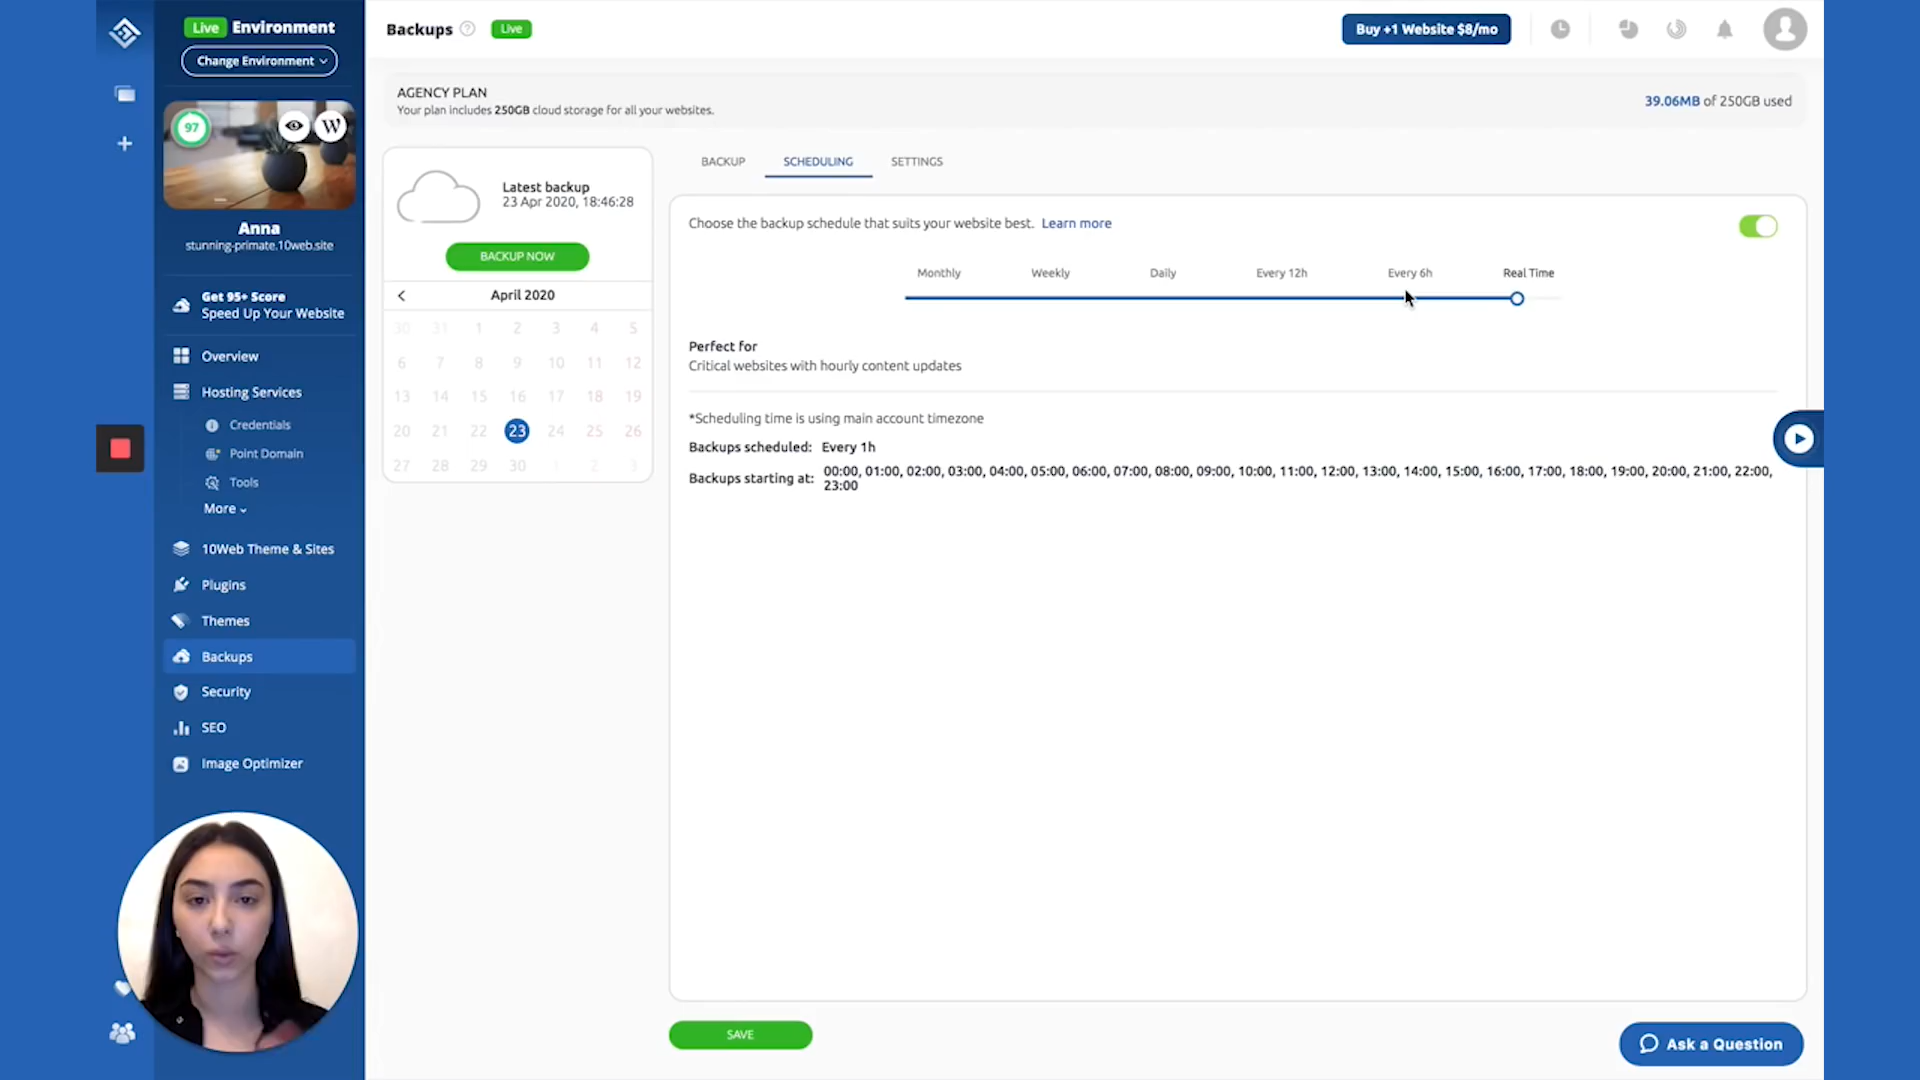 Live Environment
Change Environment
97
W
Anna
stunning-primate.10web.site
Get 95+ Score
Speed Up Your Website
Overview
Hosting Services
Credentials
Point Domain
Tools
More
10Web Theme & Sites
Plugins
Themes
Backups
Security
SEO
Image Optimizer
Backups ? Live
Buy +1 Website $8/mo
AGENCY PLAN
Your plan includes 250GB cloud storage for all your websites.
39.06MB of 250GB used
Latest backup
23 Apr 2020, 18:46:28
BACKUP NOW
April 2020
30 31 1 2 3 4 5
6 7 8 9 10 11 12
13 14 15 16 17 18 19
20 21 22 23 24 25 26
27 28 29 30 1 2 3
BACKUP SCHEDULING SETTINGS
Choose the backup schedule that suits your website best. Learn more
Monthly Weekly Daily Every 12h Every 6h Real Time
Perfect for
Critical websites with hourly content updates
*Scheduling time is using main account timezone
Backups scheduled: Every 1h
Backups starting at: 00:00, 01:00, 02:00, 03:00, 04:00, 05:00, 06:00, 07:00, 08:00, 09:00, 10:00, 11:00, 12:00, 13:00, 14:00, 15:00, 16:00, 17:00, 18:00, 19:00, 20:00, 21:00, 22:00,
23:00
SAVE
Ask a Question